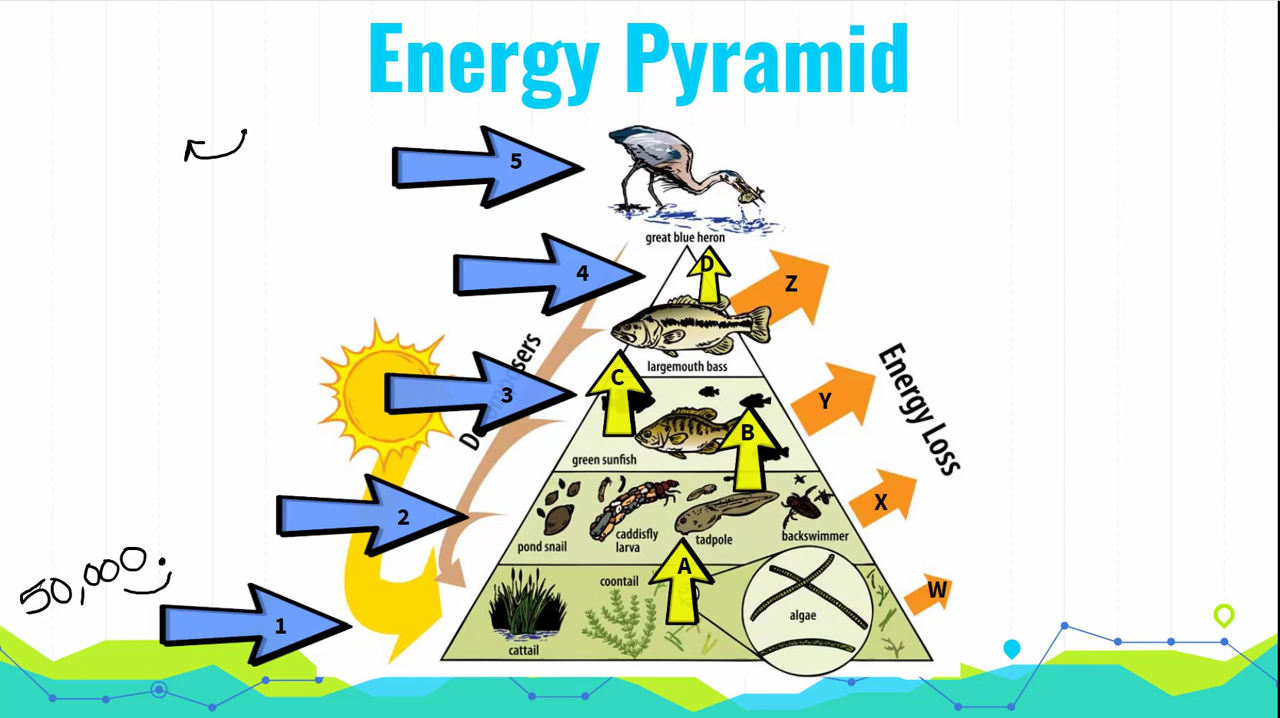 Energy Pyramid
5
great blue heron
4
D
Z
largemouth bass
C
3
Y
Energy Loss
B
green sunfish
2
X
pond snail
caddisfly
larva
tadpole
backswimmer
50,000.
1
A
W
coontail
algae
cattail